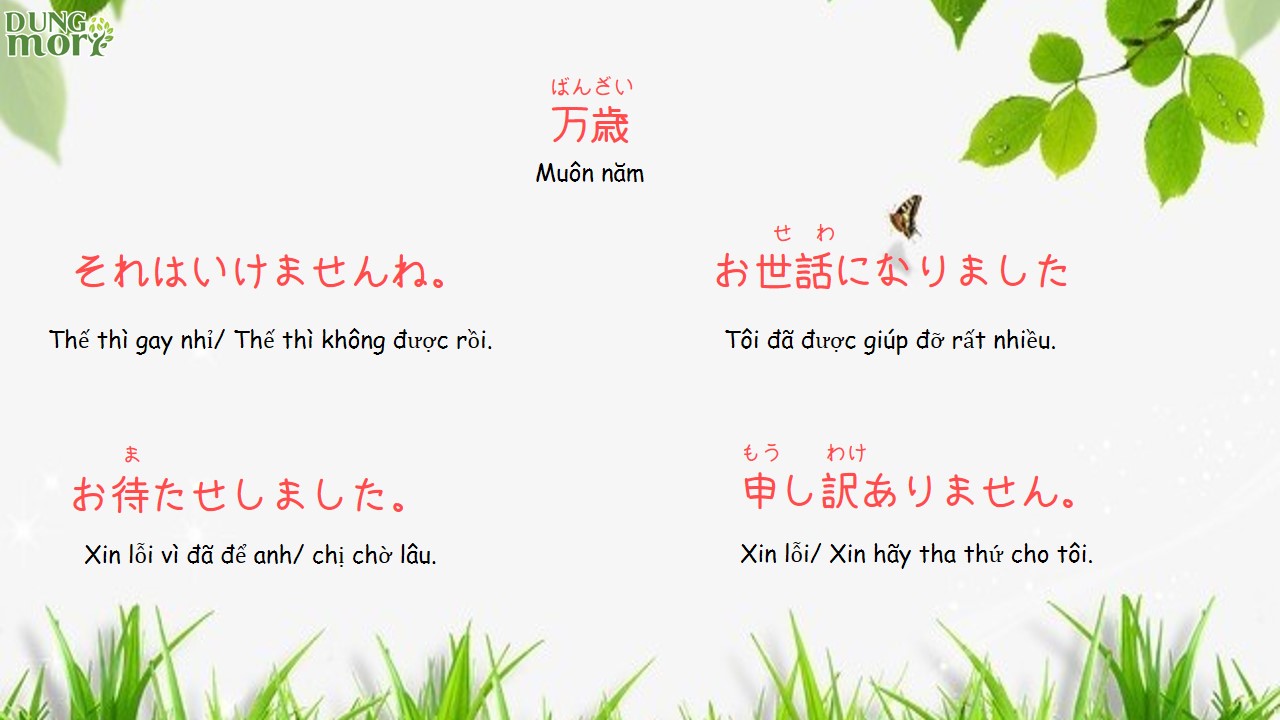 DUNG
mori
ばんざい
万歳
Muôn năm
せ わ
それはいけませんね。 お世話になりました
Thế thì gay nhỉ/ Thế thì không được rồi. Tôi đã được giúp đỡ rất nhiều.
ま もう わけ
お待たせしました。 申し訳ありません。
Xin lỗi vì đã để anh/ chị chờ lâu. Xin lỗi/ Xin hãy tha thứ cho tôi.